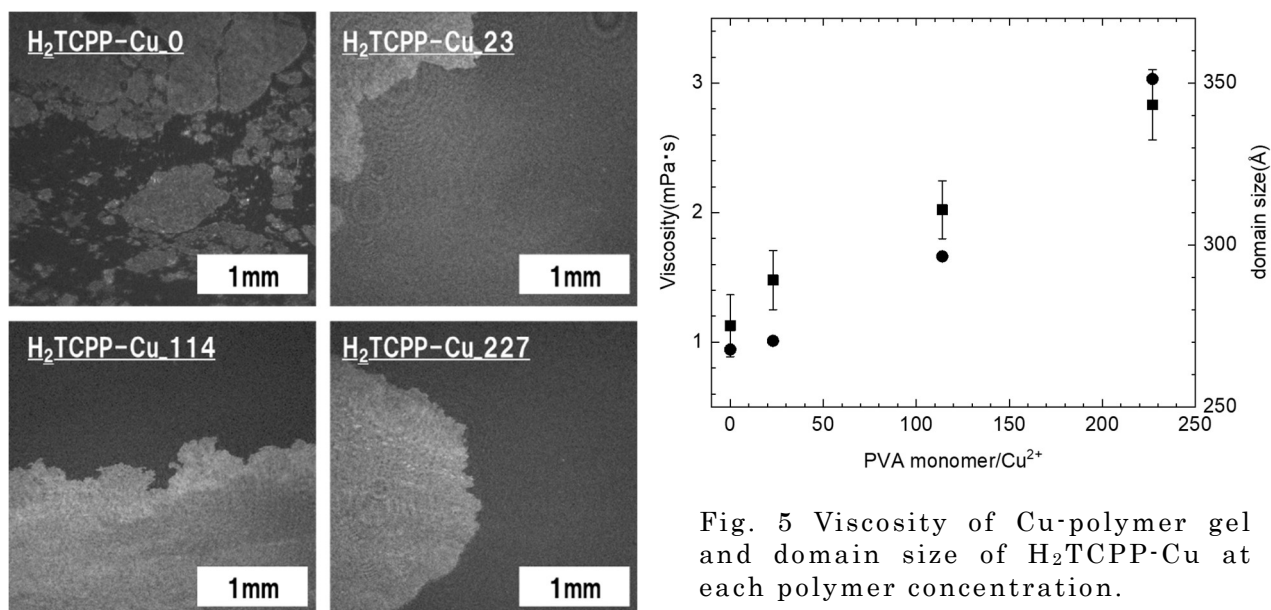 H₂TCPP-Cu_0
1mm
H₂TCPP-Cu_23
1mm
H₂TCPP-Cu_114
1mm
H₂TCPP-Cu_227
1mm
Viscosity(mPa・s)
3
2
1
domain size(Å)
350
300
250
0 50 100 150 200 250
PVA monomer/Cu²⁺
Fig. 5 Viscosity of Cu-polymer gel
and domain size of H₂TCPP-Cu at
each polymer concentration.